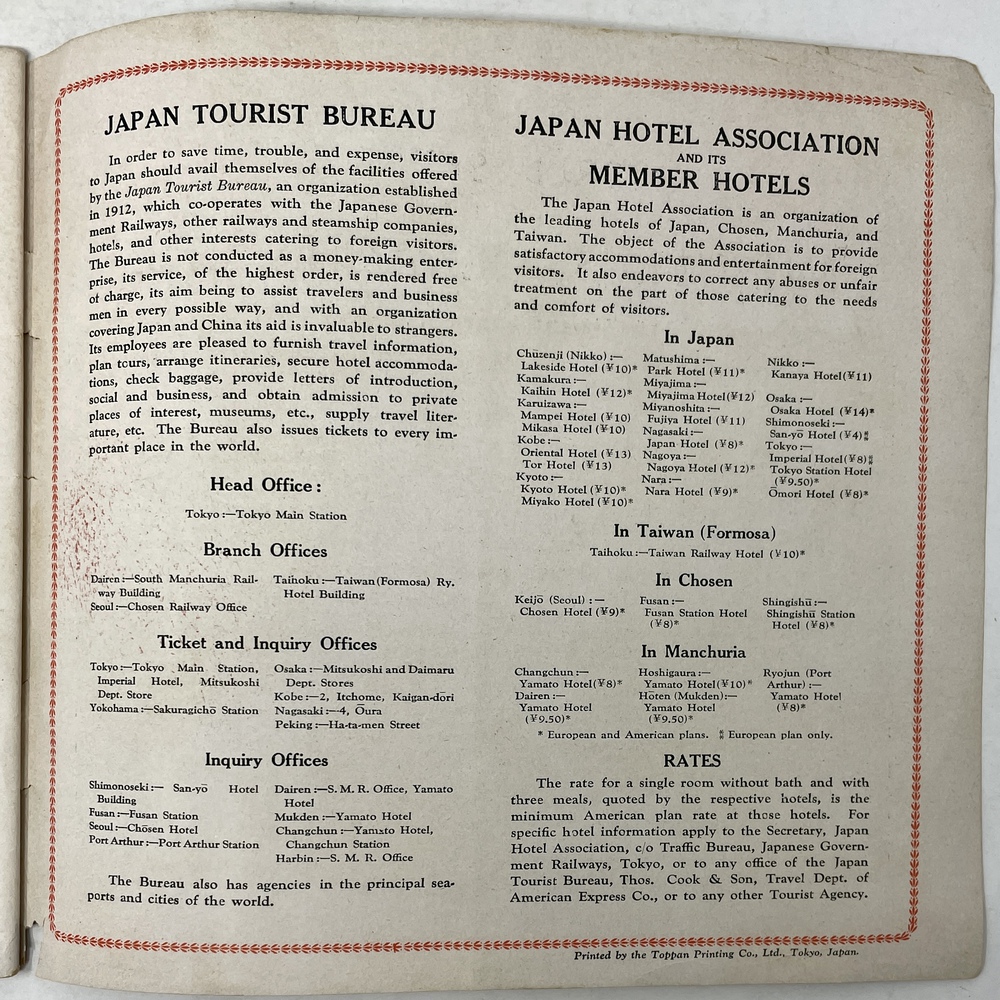 JAPAN TOURIST BUREAU
In order to save time, trouble, and expense, visitors
to Japan should avail themselves of the facilities offered
by the Japan Tourist Bureau, an organization established
in 1912, which co-operates with the Japanese Govern-
ment Railways, other railways and steamship companies,
hotels, and other interests catering to foreign visitors.
The Bureau is not conducted as a money-making enter-
prise, its service, of the highest order, is rendered free
of charge, its aim being to assist travelers and business
men in every possible way, and with an organization
covering Japan and China its aid is invaluable to strangers.
Its employees are pleased to furnish travel information,
plan tours, arrange itineraries, secure hotel accommoda-
tions, check baggage, provide letters of introduction,
social and business, and obtain admission to private
places of interest, museums, etc., supply travel liter-
ature, etc. The Bureau also issues tickets to every im-
portant place in the world.
Head Office:
Tokyo:—Tokyo Main Station
Branch Offices
Dairen:—South Manchuria Rail-
way Building
Seoul:—Chosen Railway Office
Taihoku:—Taiwan (Formosa) Ry.
Hotel Building
Ticket and Inquiry Offices
Tokyo:—Tokyo Main Station,
Imperial Hotel, Mitsukoshi
Dept. Store
Yokohama:—Sakuragichō Station
Osaka:—Mitsukoshi and Daimaru
Dept. Stores
Kobe:—2, Itchome, Kaigan-dōri
Nagasaki:—4, Ōura
Peking:—Ha-ta-men Street
Inquiry Offices
Shimonoseki:— San-yō Hotel
Building
Fusan:—Fusan Station
Seoul:—Chōsen Hotel
Port Arthur:—Port Arthur Station
Dairen:—S. M. R. Office, Yamato
Hotel
Mukden:—Yamato Hotel
Changchun:—Yamato Hotel,
Changchun Station
Harbin:—S. M. R. Office
The Bureau also has agencies in the principal sea-
ports and cities of the world.
JAPAN HOTEL ASSOCIATION
AND ITS
MEMBER HOTELS
The Japan Hotel Association is an organization of
the leading hotels of Japan, Chosen, Manchuria, and
Taiwan. The object of the Association is to provide
satisfactory accommodations and entertainment for foreign
visitors. It also endeavors to correct any abuses or unfair
treatment on the part of those catering to the needs
and comfort of visitors.
In Japan
Chūzenji (Nikko):—
Lakeside Hotel (¥10)*
Kamakura:—
Kaihin Hotel (¥12)*
Karuizawa:—
Mampei Hotel (¥10)
Mikasa Hotel (¥10)
Kobe:—
Oriental Hotel (¥13)
Tor Hotel (¥13)
Kyoto:—
Kyoto Hotel (¥10)*
Miyako Hotel (¥10)*
Matsushima:—
Park Hotel (¥11)*
Miyajima:—
Miyajima Hotel (¥12)
Miyanoshita:—
Fujiya Hotel (¥11)
Nagasaki:—
Japan Hotel (¥8)*
Nagoya:—
Nagoya Hotel (¥12)*
Nara:—
Nara Hotel (¥9)*
Nikko:—
Kanaya Hotel (¥11)
Osaka:—
Osaka Hotel (¥14)*
Shimonoseki:—
San-yō Hotel (¥4)⁑
Tokyo:—
Imperial Hotel (¥8)⁑
Tokyo Station Hotel
(¥9.50)*
Ōmori Hotel (¥8)*
In Taiwan (Formosa)
Taihoku:—Taiwan Railway Hotel (¥10)*
In Chosen
Keijō (Seoul):—
Chosen Hotel (¥9)*
Fusan:—
Fusan Station Hotel
(¥8)*
Shingishū:—
Shingishū Station
Hotel (¥8)*
In Manchuria
Changchun:—
Yamato Hotel (¥8)*
Dairen:—
Yamato Hotel
(¥9.50)*
Hoshigaura:—
Yamato Hotel (¥10)*
Hōten (Mukden):—
Yamato Hotel
(¥9.50)*
Ryojun (Port
Arthur):—
Yamato Hotel
(¥8)*
* European and American plans. ⁑ European plan only.
RATES
The rate for a single room without bath and with
three meals, quoted by the respective hotels, is the
minimum American plan rate at those hotels. For
specific hotel information apply to the Secretary, Japan
Hotel Association, c/o Traffic Bureau, Japanese Govern-
ment Railways, Tokyo, or to any office of the Japan
Tourist Bureau, Thos. Cook & Son, Travel Dept. of
American Express Co., or to any other Tourist Agency.
Printed by the Toppan Printing Co., Ltd., Tokyo, Japan.